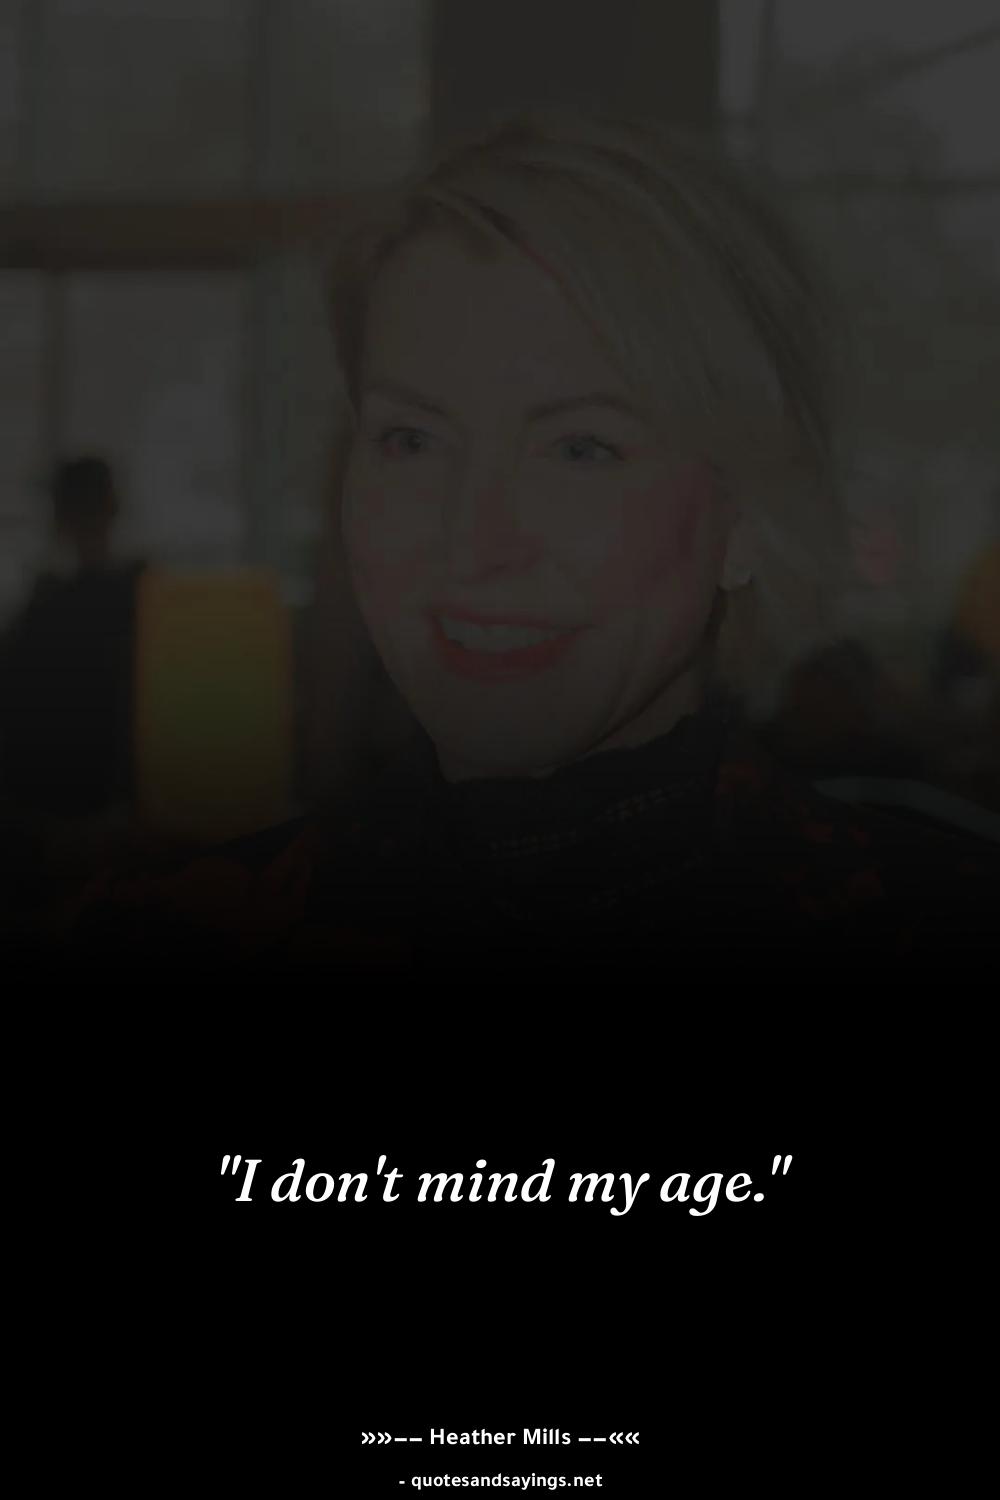 "I don't mind my age."
»»−− Heather Mills −−««
- quotesandsayings.net